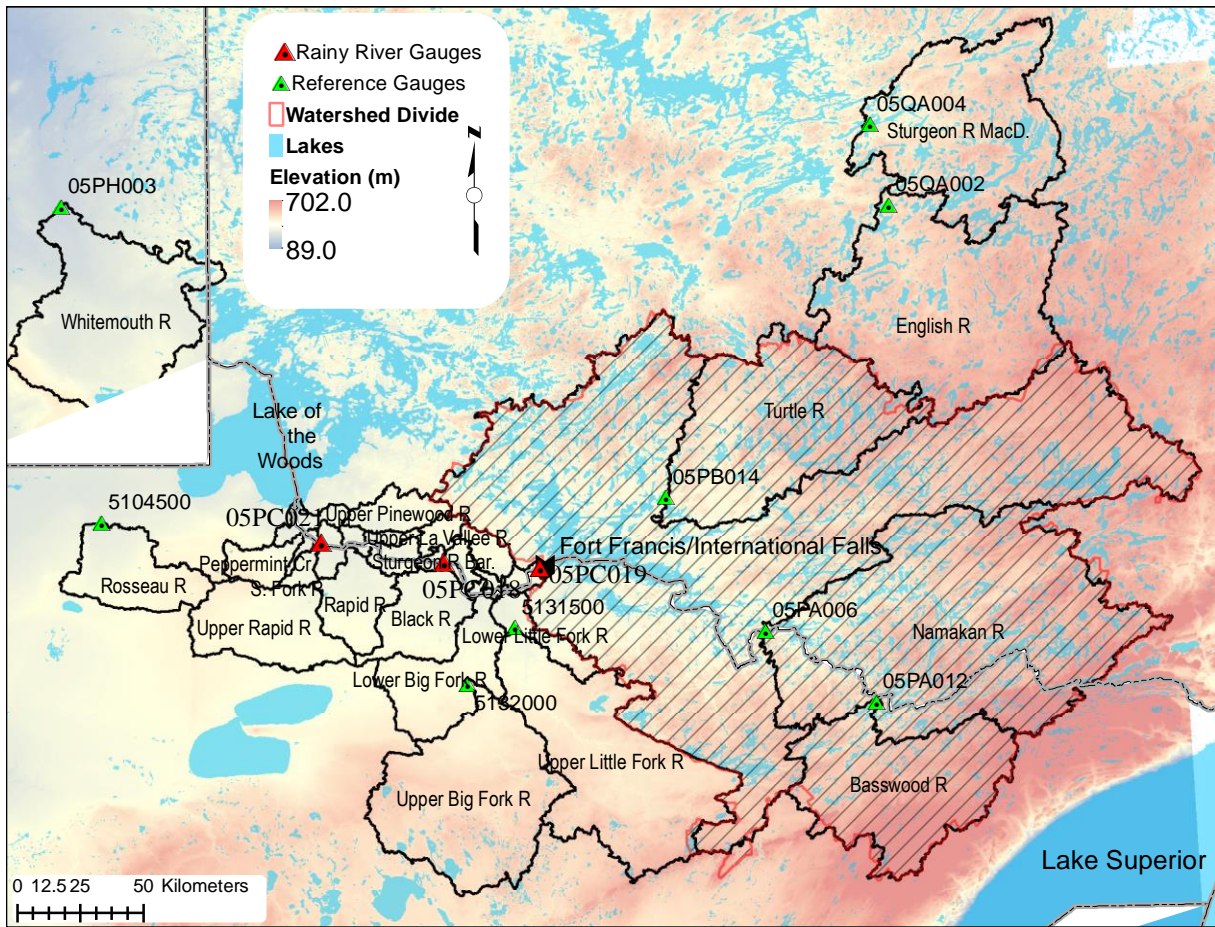 Rainy River Gauges
Reference Gauges
Watershed Divide
Lakes
Elevation (m)
702.0
89.0
N
05QA004
Sturgeon R MacD.
05QA002
05PH003
Whitemouth R
English R
Lake of
the
Woods
Turtle R
05PB014
5104500
05PC021
Upper Pinewood R
Upper La Vallee R.
Sturgeon R Bar.
Fort Francis/International Falls
05PC019
05PC018
Peppermint Cr.
Rosseau R
S. Fork R
Rapid R
Black R
Upper Rapid R
5131500
Lower Little Fork R
05PA006
Namakan R
05PA012
Lower Big Fork R
5132000
Upper Little Fork R
Upper Big Fork R
Basswood R
Lake Superior
0 12.5 25 50 Kilometers